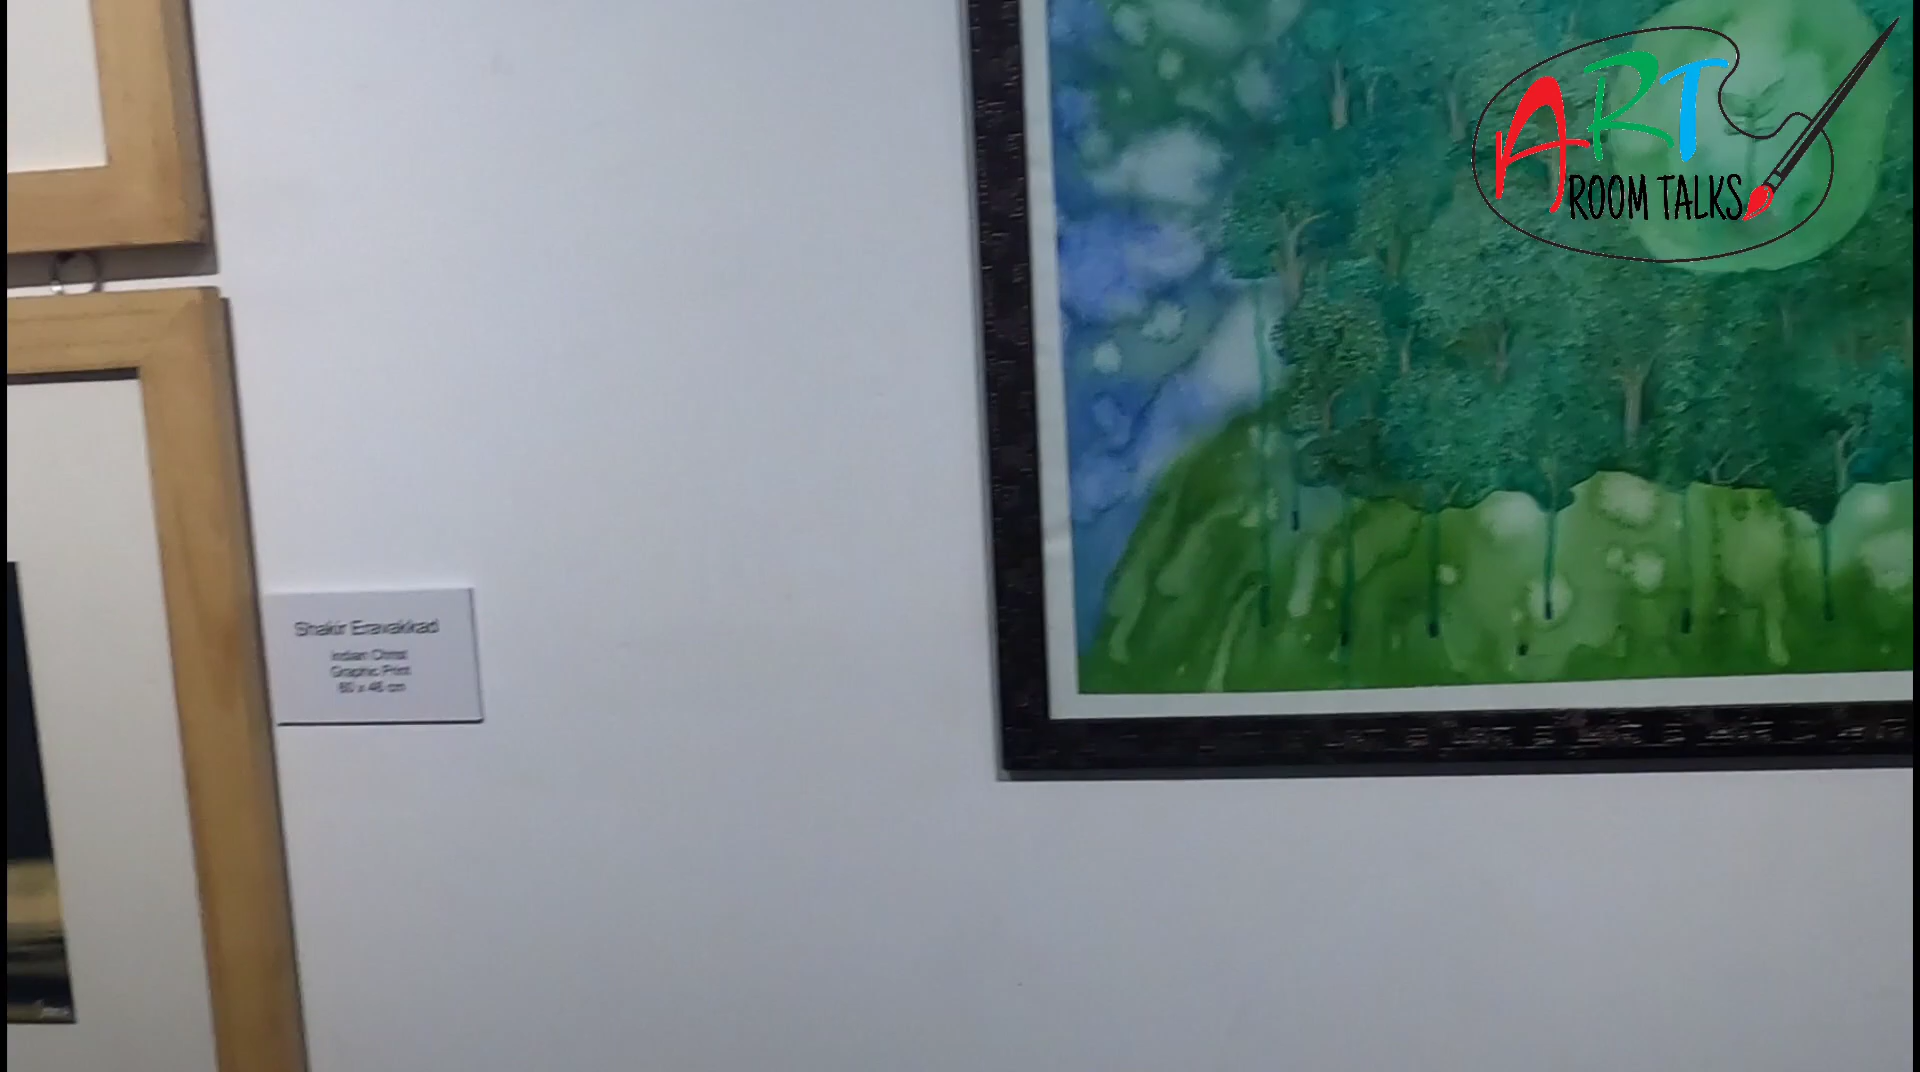 ART
ROOM TALKS
Shakir Eravakkad
Indian Christ
Graphic Print
60 x 46 cm